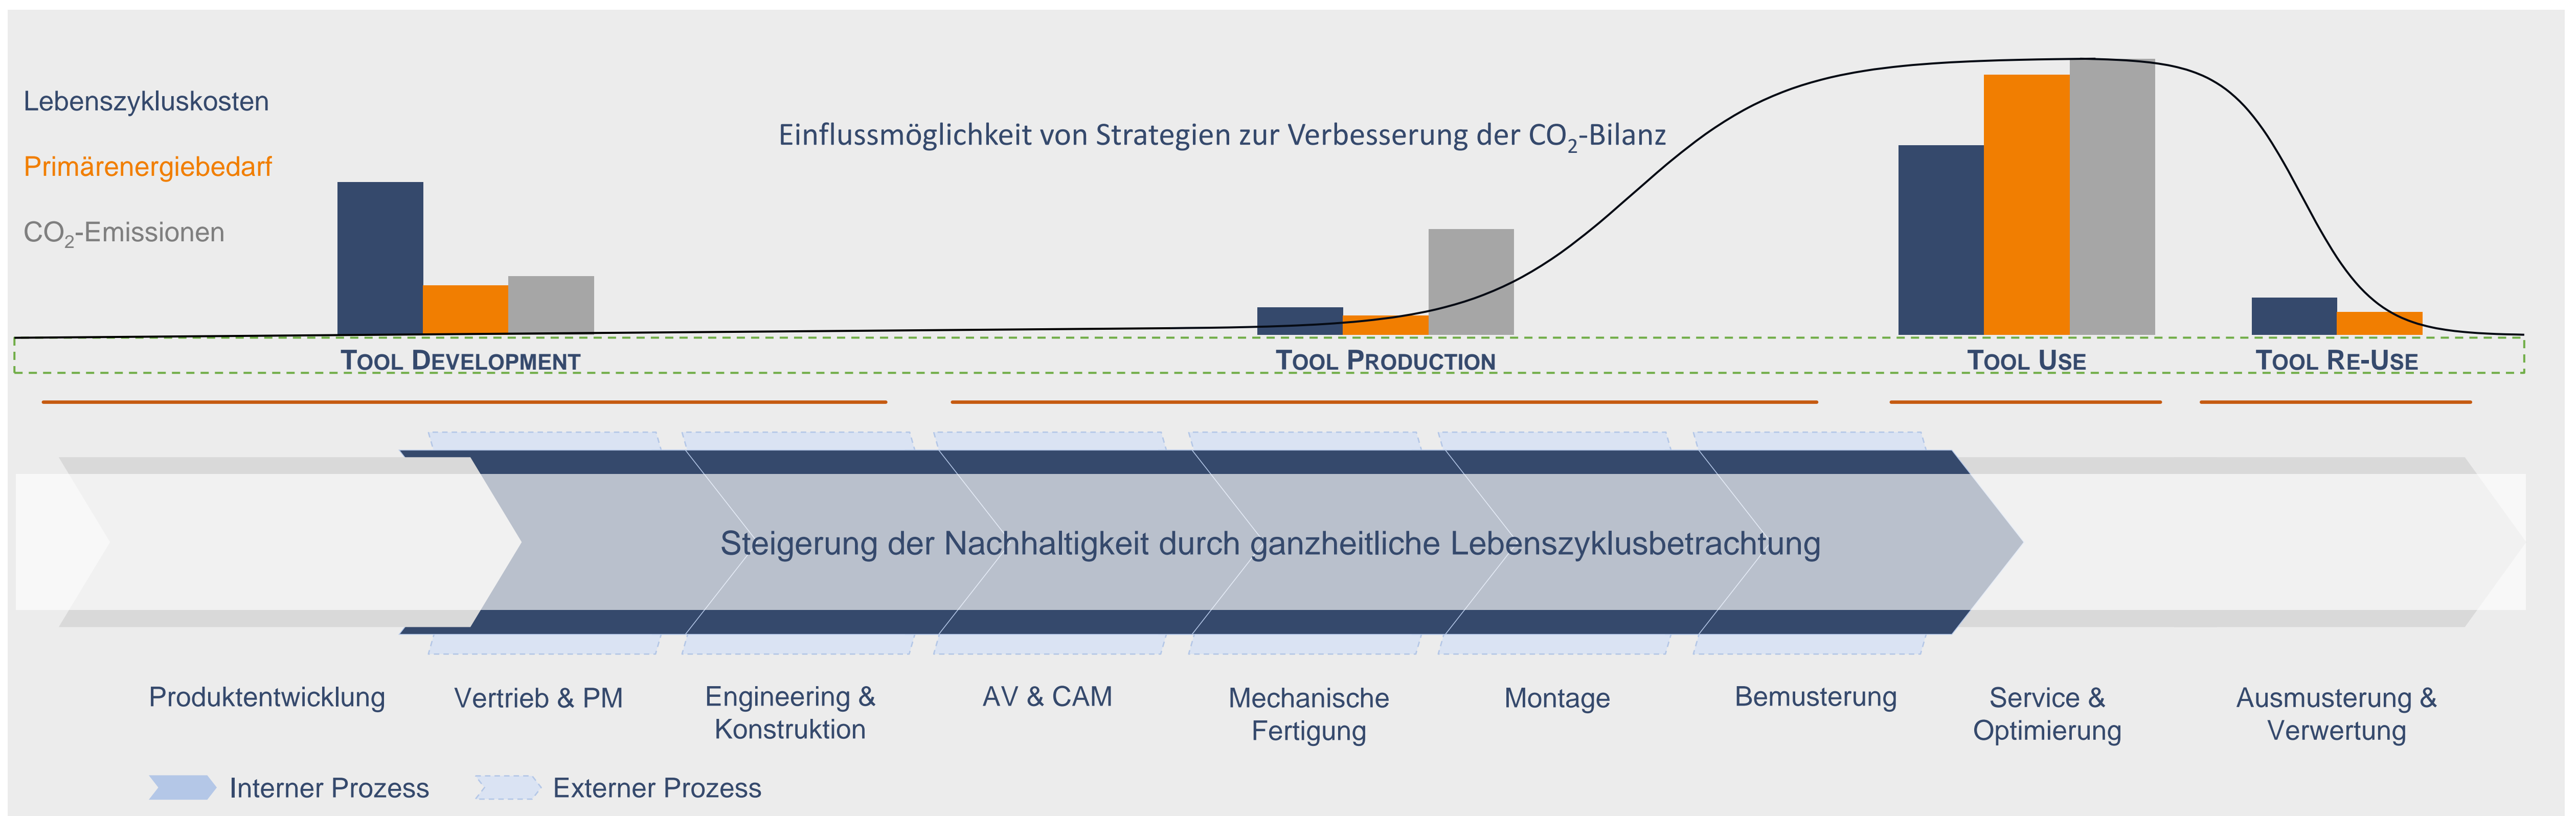 Lebenszykluskosten
Primärenergiebedarf
CO₂-Emissionen
Einflussmöglichkeit von Strategien zur Verbesserung der CO₂-Bilanz
TOOL DEVELOPMENT
TOOL PRODUCTION
TOOL USE
TOOL RE-USE
Steigerung der Nachhaltigkeit durch ganzheitliche Lebenszyklusbetrachtung
Produktentwicklung
Vertrieb & PM
Engineering &
Konstruktion
AV & CAM
Mechanische
Fertigung
Montage
Bemusterung
Service &
Optimierung
Ausmusterung &
Verwertung
Interner Prozess
Externer Prozess